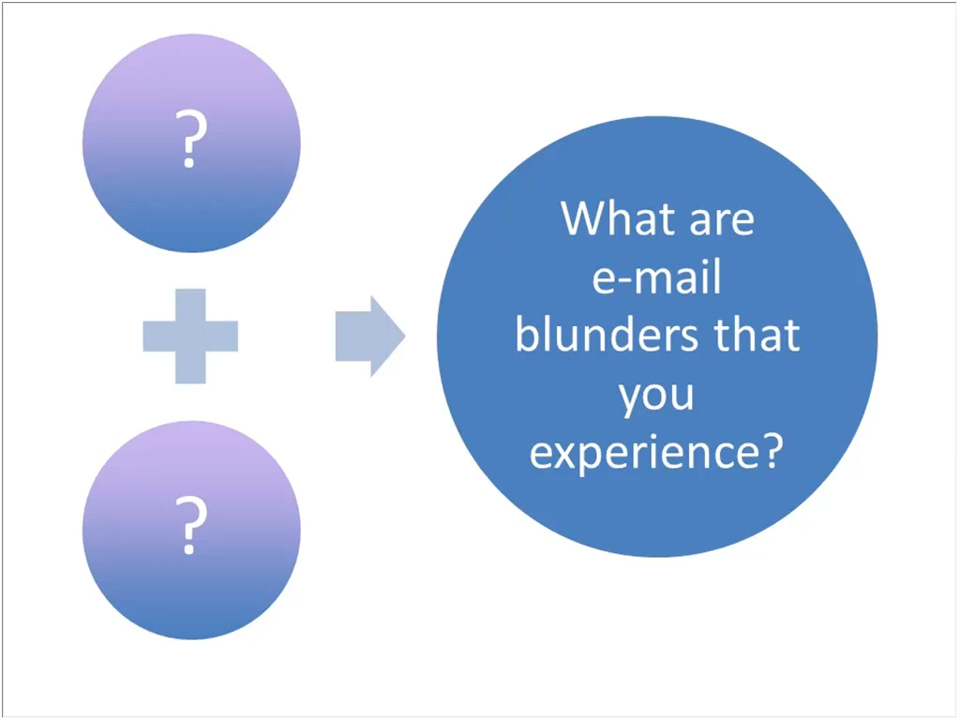 ?
?
What are
e-mail
blunders that
you
experience?